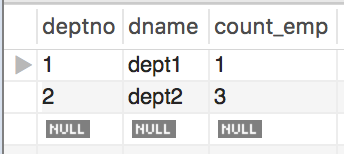 deptno dname count_emp
1 dept1 1
2 dept2 3
NULL NULL NULL